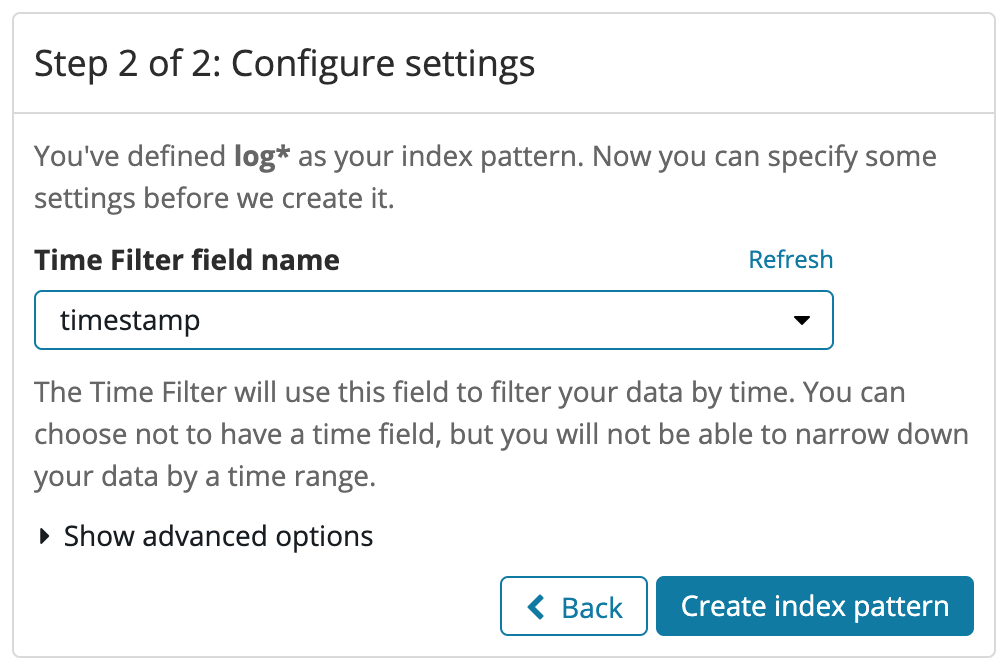 Step 2 of 2: Configure settings
You've defined log* as your index pattern. Now you can specify some
settings before we create it.
Time Filter field name
Refresh
timestamp
The Time Filter will use this field to filter your data by time. You can
choose not to have a time field, but you will not be able to narrow down
your data by a time range.
Show advanced options
Back
Create index pattern